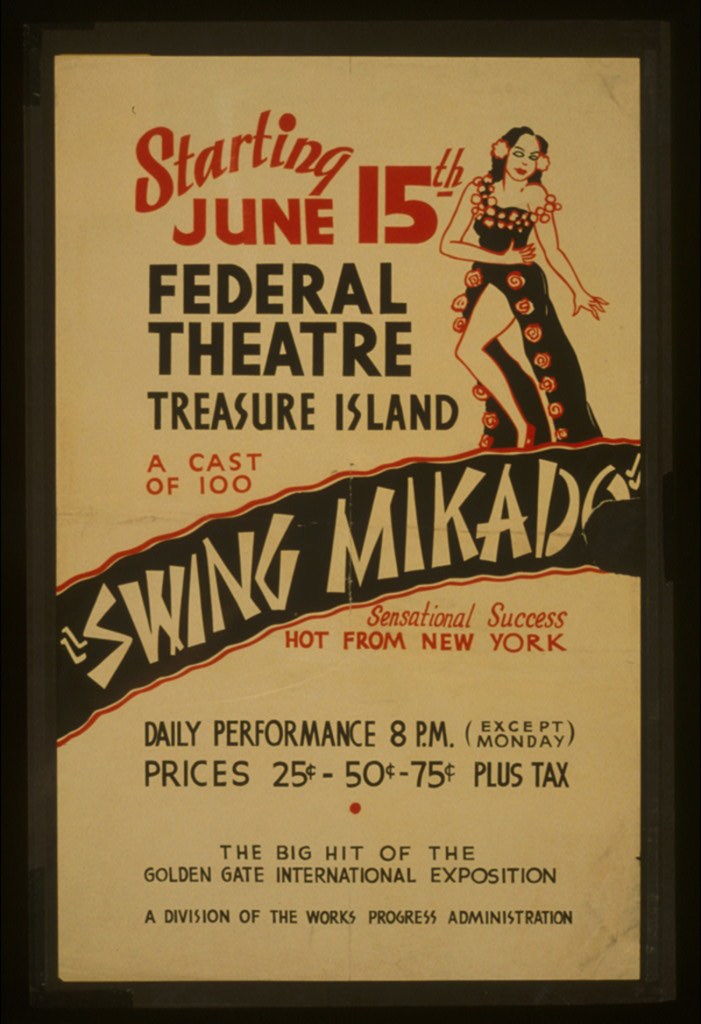 Starting
JUNE 15th
FEDERAL
THEATRE
TREASURE ISLAND
A CAST
OF 100
"SWING MIKADO"
Sensational Success
HOT FROM NEW YORK
DAILY PERFORMANCE 8 P.M. (EXCEPT MONDAY)
PRICES 25¢ - 50¢ - 75¢ PLUS TAX
THE BIG HIT OF THE
GOLDEN GATE INTERNATIONAL EXPOSITION
A DIVISION OF THE WORKS PROGRESS ADMINISTRATION